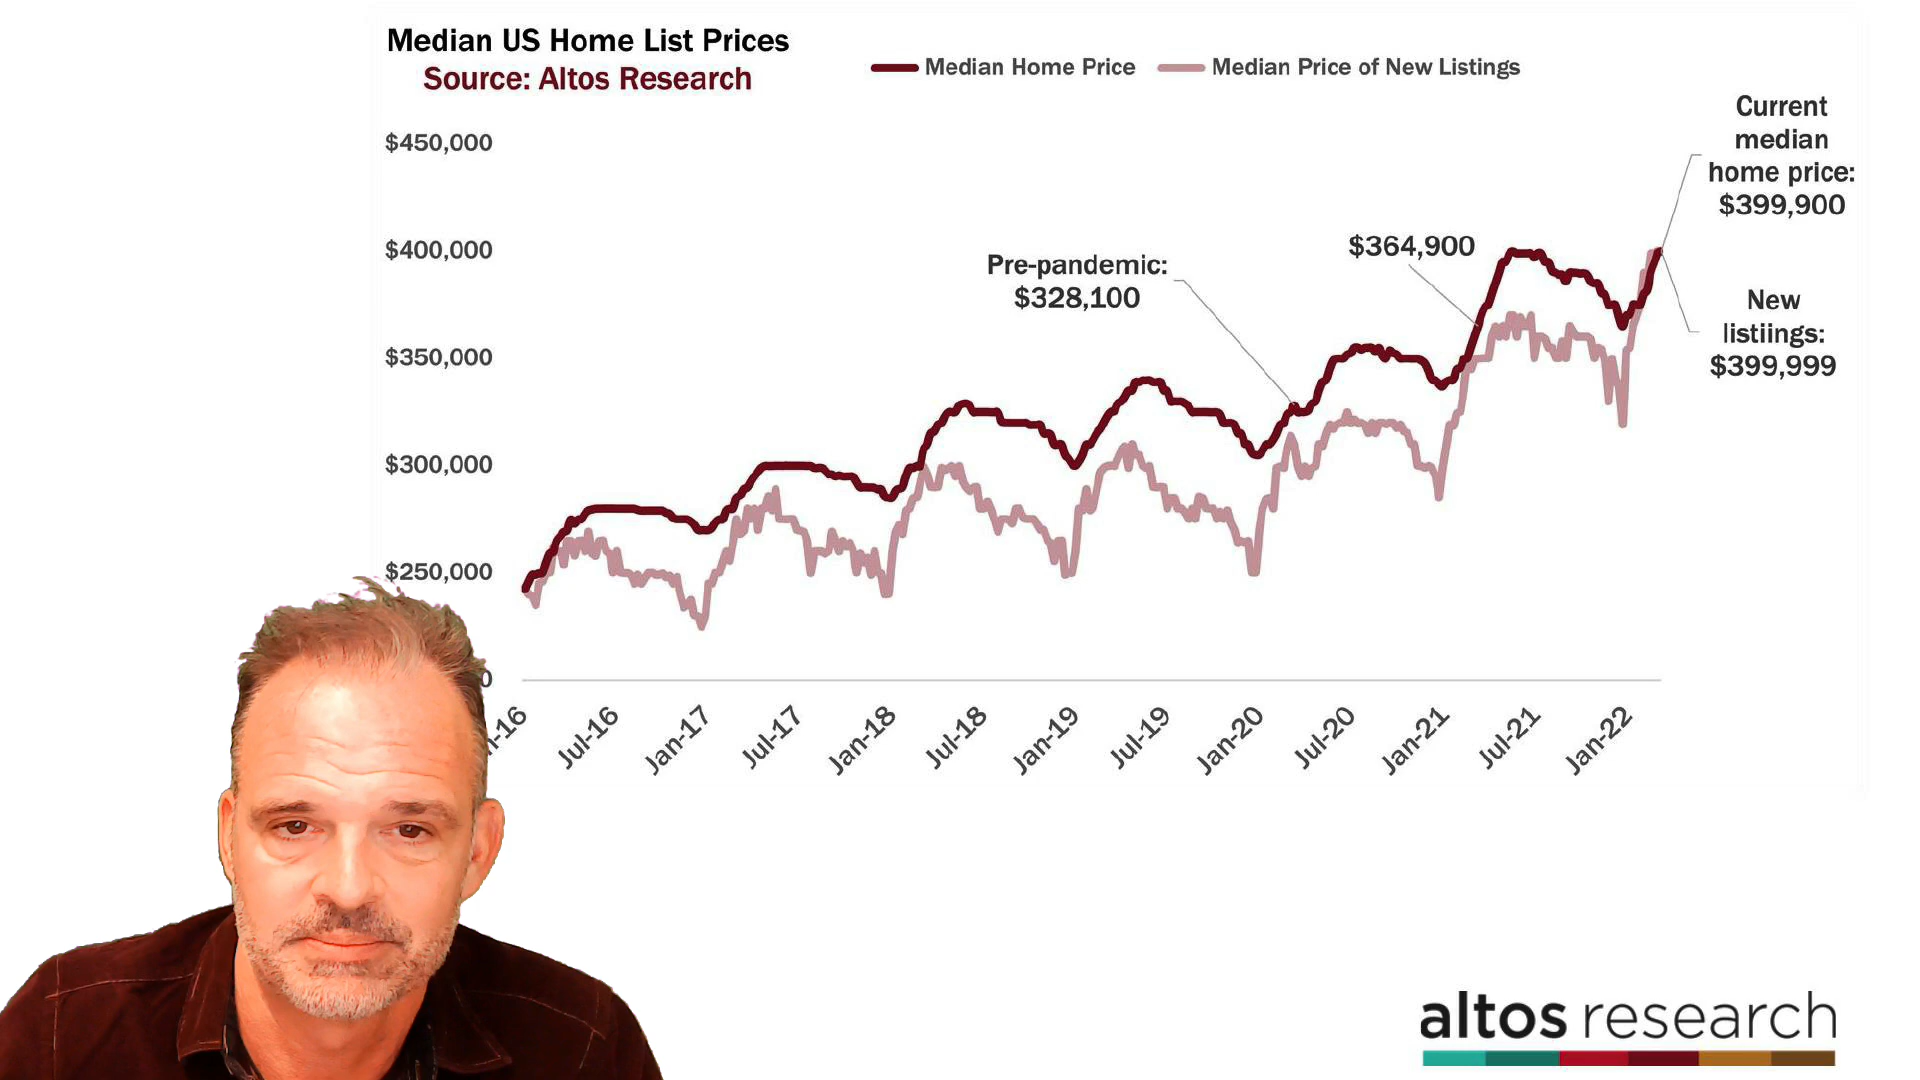 Median US Home List Prices
Source: Altos Research
Median Home Price
Median Price of New Listings
Current
median
home price:
$399,900
$450,000
$400,000
$350,000
$300,000
$250,000
0
Pre-pandemic:
$328,100
$364,900
New
listiings:
$399,999
n-16
Jul-16
Jan-17
Jul-17
Jan-18
Jul-18
Jan-19
Jul-19
Jan-20
Jul-20
Jan-21
Jul-21
Jan-22
altos research